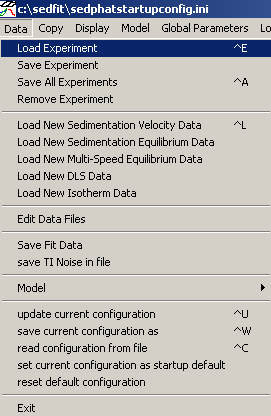 c:\sedfit\sedphatstartupconfig.ini
Data Copy Display Model Global Parameters Lo
Load Experiment ^E
Save Experiment
Save All Experiments ^A
Remove Experiment
Load New Sedimentation Velocity Data ^L
Load New Sedimentation Equilibrium Data
Load New Multi-Speed Equilibrium Data
Load New DLS Data
Load New Isotherm Data
Edit Data Files
Save Fit Data
save TI Noise in file
Model
update current configuration ^U
save current configuration as ^W
read configuration from file ^C
set current configuration as startup default
reset default configuration
Exit